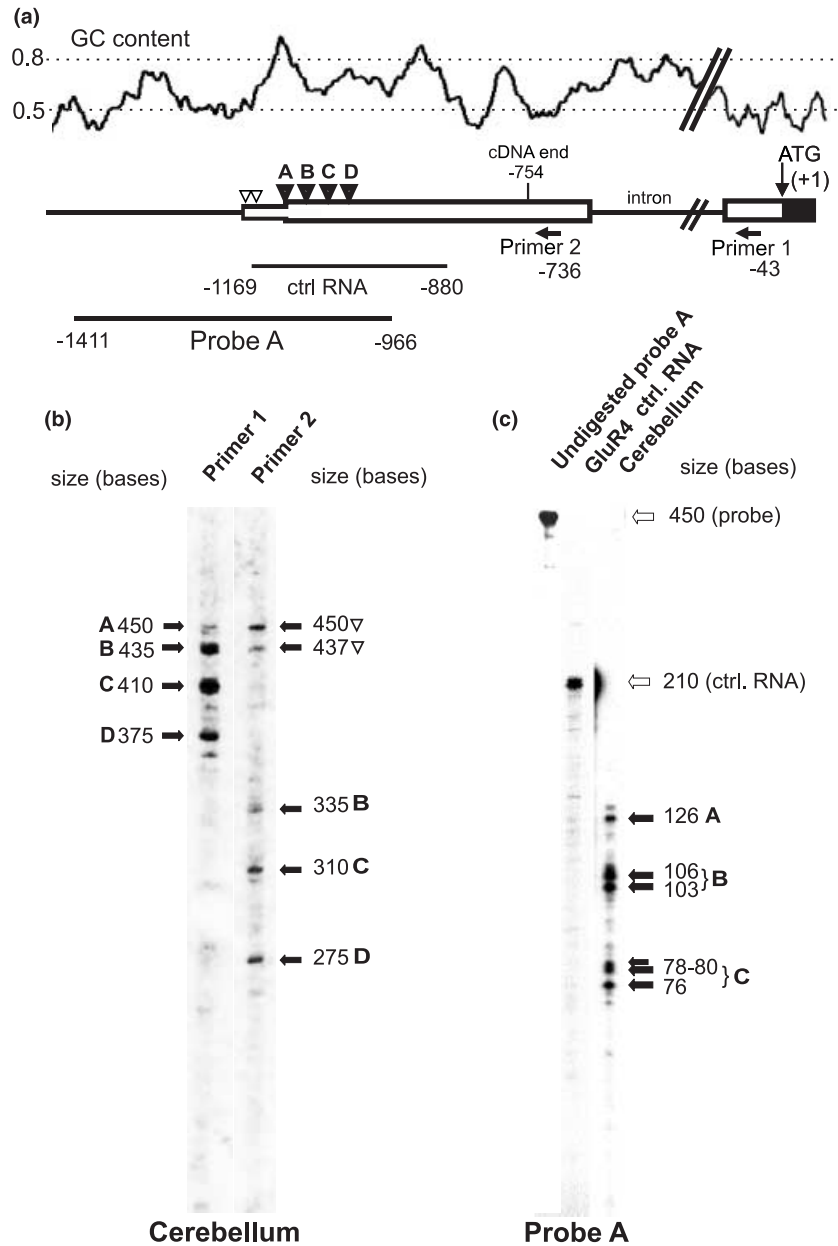 (a)
GC content
0.8
0.5
A B C D
cDNA end
-754
ATG
(+1)
intron
Primer 2
-736
Primer 1
-43
-1169 ctrl RNA -880
-1411 Probe A -966
(b)
Primer 1
Primer 2
size (bases)
size (bases)
A 450
450▽
B 435
437▽
C 410
D 375
335 B
310 C
275 D
Cerebellum
(c)
Undigested probe A
GluR4 ctrl. RNA
Cerebellum
size (bases)
450 (probe)
210 (ctrl. RNA)
126 A
106
103 } B
78-80
76 } C
Probe A